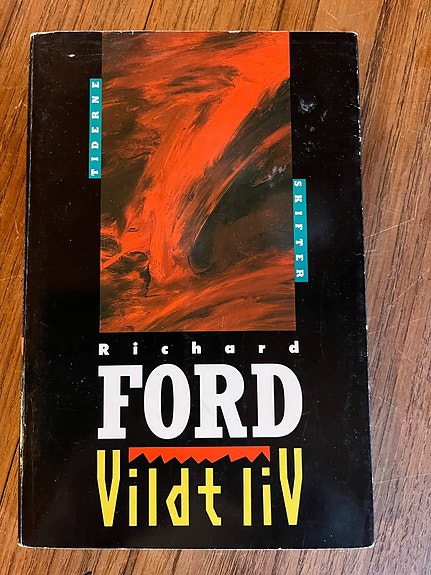 TIDERNE
SKIFTER
Richard
FORD
Vildt liV